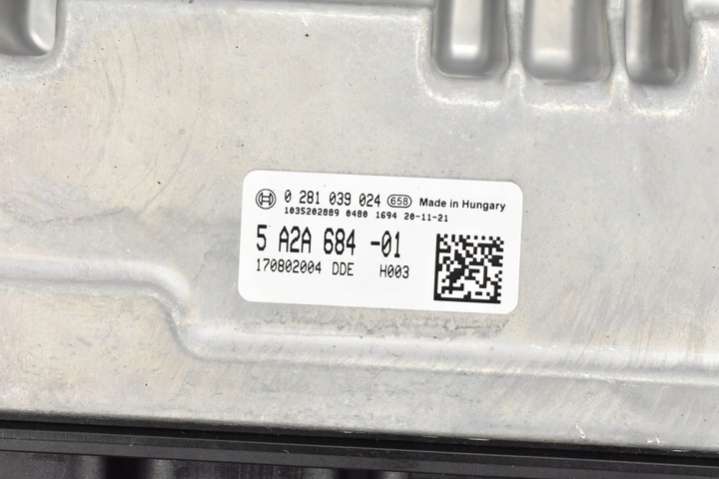 0 281 039 024 658 Made in Hungary
1035202889 0480 1694 20-11-21
5 A2A 684 -01
170802004 DDE H003